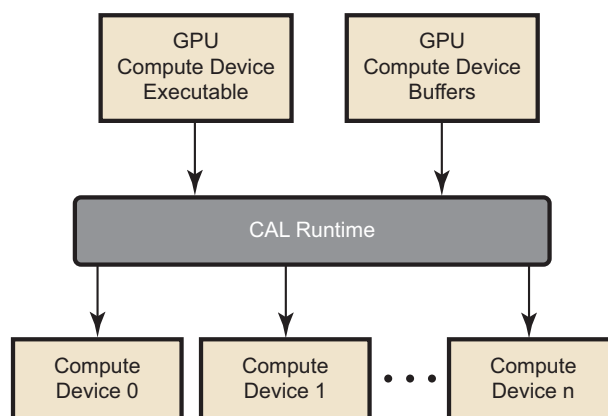 GPU
Compute Device
Executable
GPU
Compute Device
Buffers
CAL Runtime
Compute
Device 0
Compute
Device 1
• • •
Compute
Device n